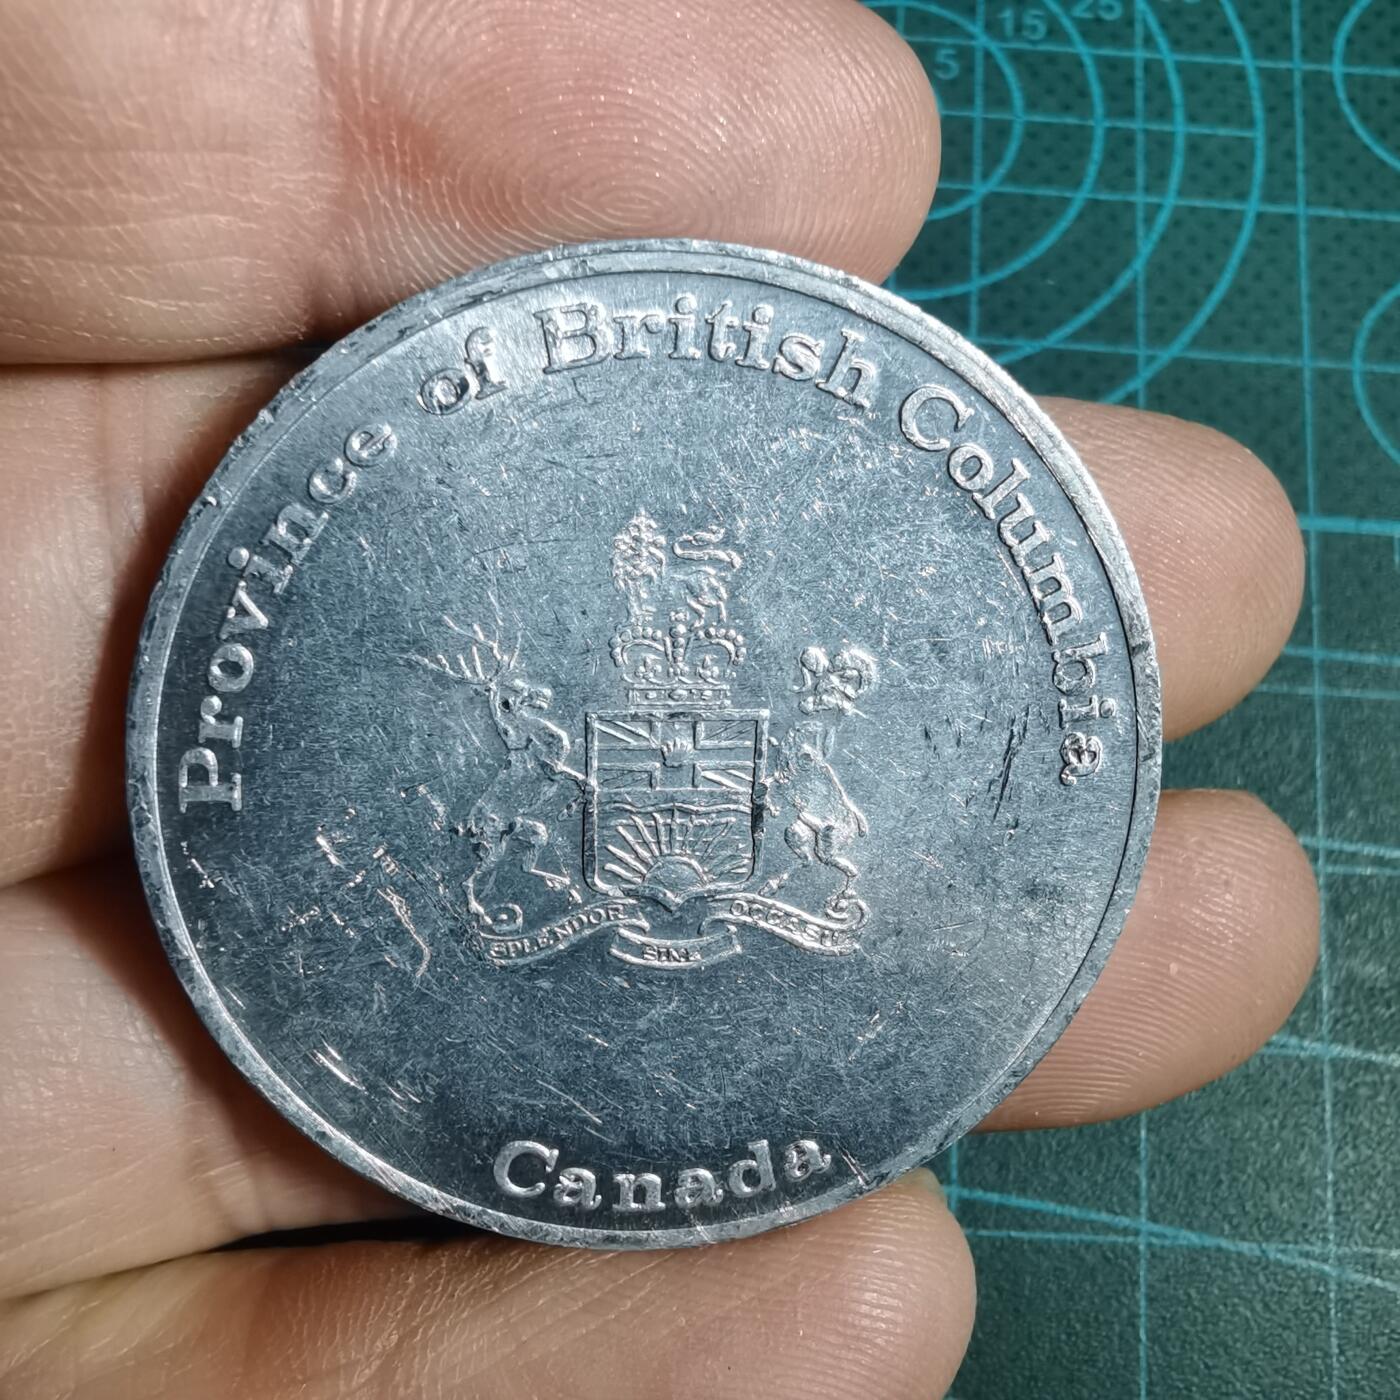 Province of British Columbia
SPLENDOR SINE OCCASU
Canada
5
15
25